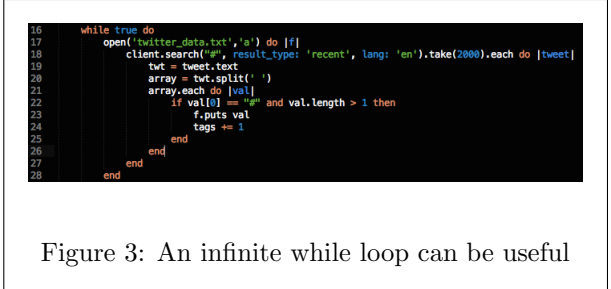 16 while true do
17 open('twitter_data.txt','a') do |f|
18 client.search("#", result_type: 'recent', lang: 'en').take(2000).each do |tweet|
19 twt = tweet.text
20 array = twt.split(' ')
21 array.each do |val|
22 if val[0] == "#" and val.length > 1 then
23 f.puts val
24 tags += 1
25 end
26 end
27 end
28 end
Figure 3: An infinite while loop can be useful